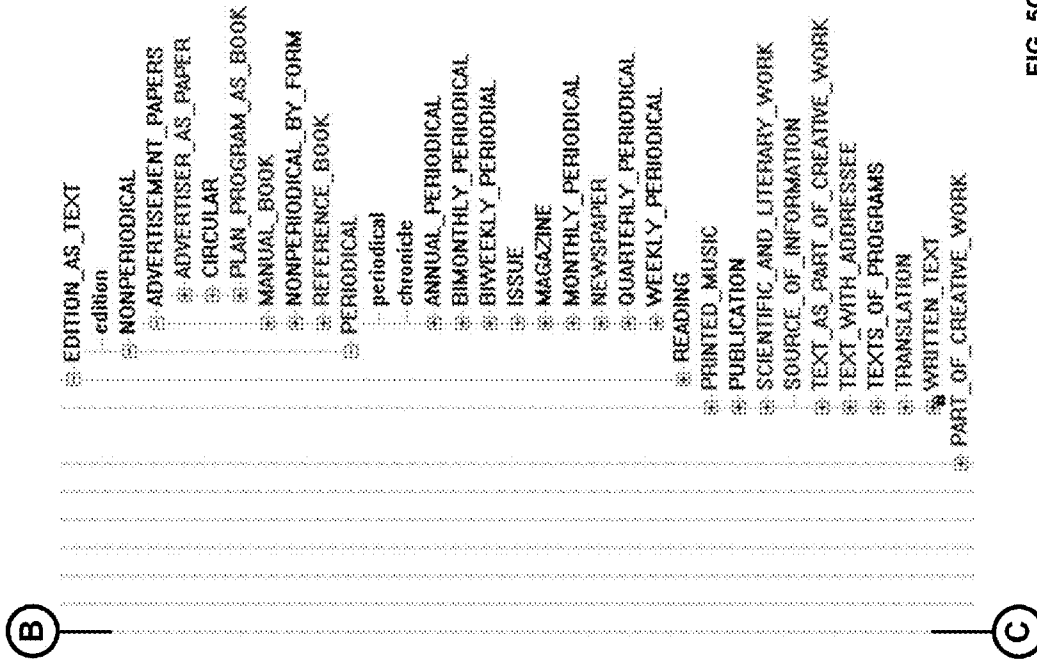 B
EDITION_AS_TEXT
edition
NONPERIODICAL
ADVERTISEMENT_PAPERS
ADVERTISER_AS_PAPER
CIRCULAR
PLAN_PROGRAM_AS_BOOK
MANUAL_BOOK
NONPERIODICAL_BY_FORM
REFERENCE_BOOK
PERIODICAL
periodical
chronicle
ANNUAL_PERIODICAL
BIMONTHLY_PERIODICAL
BIWEEKLY_PERIODIAL
ISSUE
MAGAZINE
MONTHLY_PERIODICAL
NEWSPAPER
QUARTERLY_PERIODICAL
WEEKLY_PERIODICAL
READING
PRINTED_MUSIC
PUBLICATION
SCIENTIFIC_AND_LITERARY_WORK
SOURCE_OF_INFORMATION
TEXT_AS_PART_OF_CREATIVE_WORK
TEXT_WITH_ADDRESSEE
TEXTS_OF_PROGRAMS
TRANSLATION
WRITTEN_TEXT
PART_OF_CREATIVE_WORK
C
FIG.